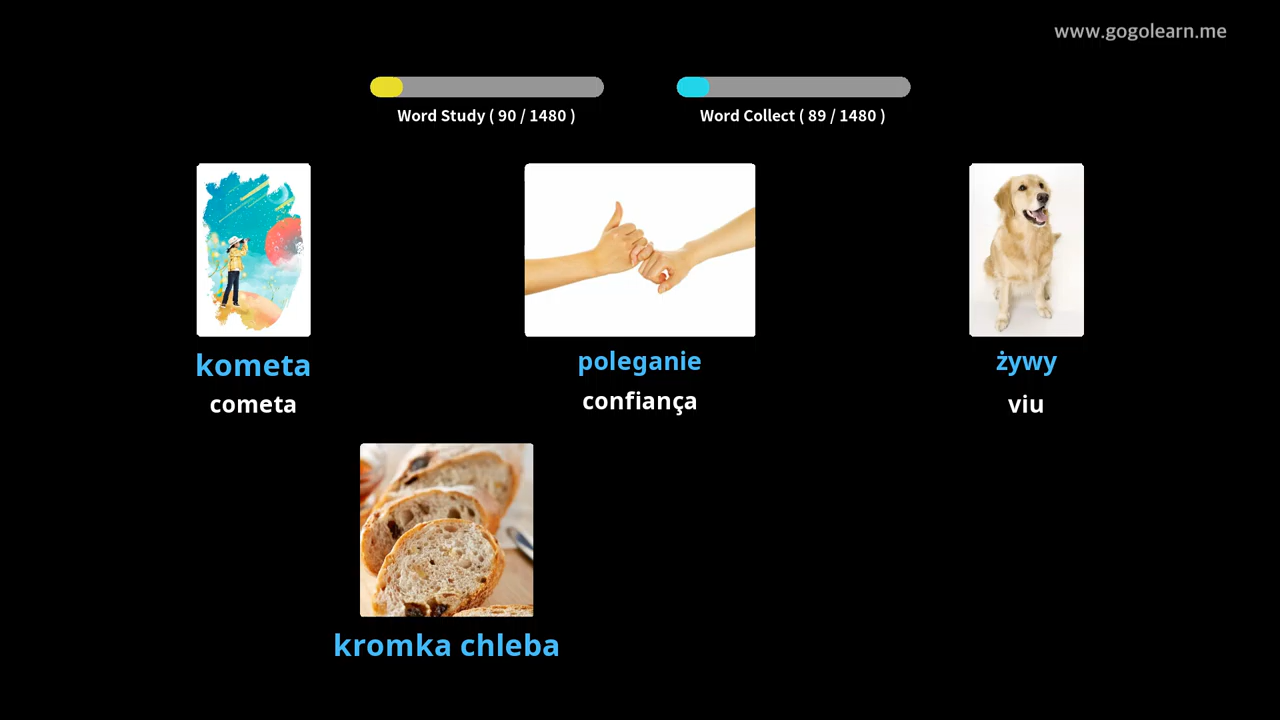 www.gogolearn.me
Word Study ( 90 / 1480 )
Word Collect ( 89 / 1480 )
kometa
poleganie
żywy
cometa
confiança
viu
kromka chleba